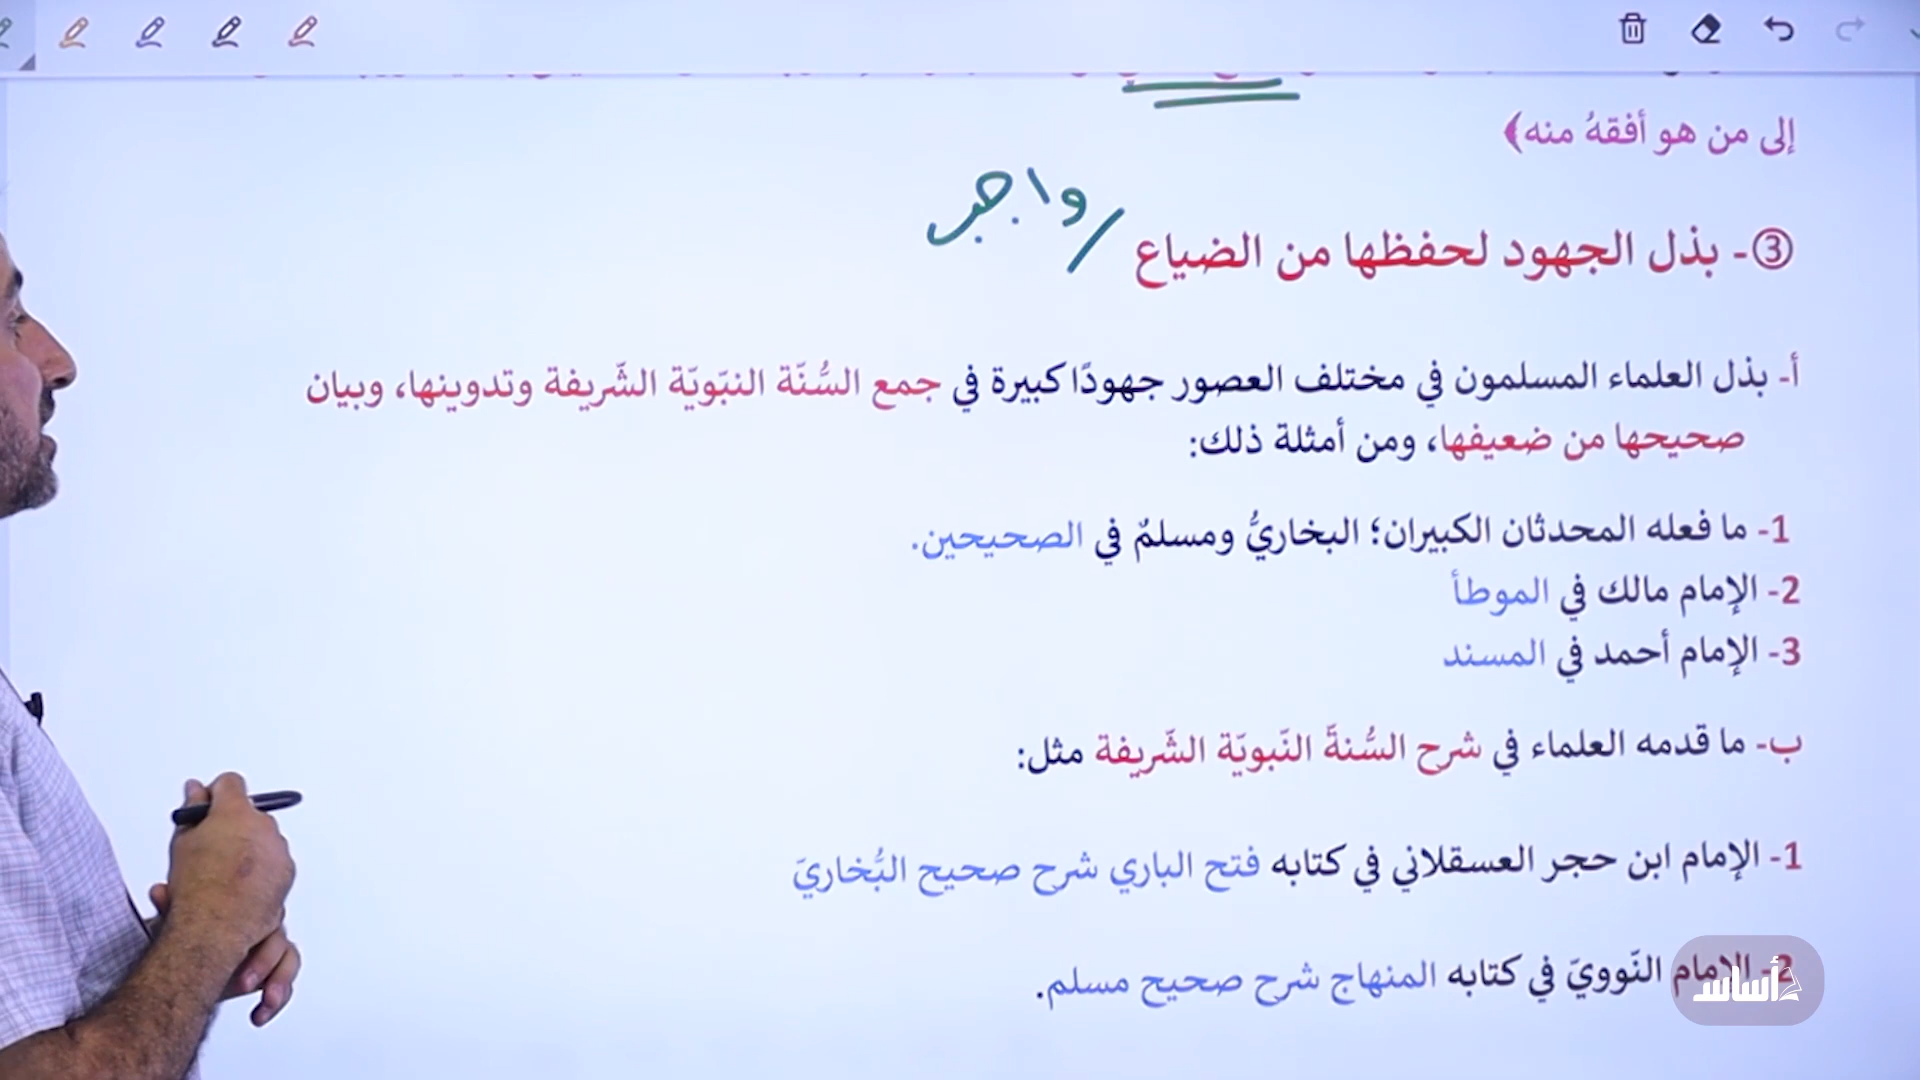 إلى من هو أفقهُ منه﴾
③- بذل الجهود لحفظها من الضياع / واجب
أ- بذل العلماء المسلمون في مختلف العصور جهودًا كبيرة في جمع السُّنّة النبّويّة الشّريفة وتدوينها، وبيان
صحيحها من ضعيفها، ومن أمثلة ذلك:
1- ما فعله المحدثان الكبيران؛ البخاريُّ ومسلمٌ في الصحيحين.
2- الإمام مالك في الموطأ
3- الإمام أحمد في المسند
ب- ما قدمه العلماء في شرح السُّنةَّ النّبويّة الشّريفة مثل:
1- الإمام ابن حجر العسقلاني في كتابه فتح الباري شرح صحيح البُّخاريَ
2- الإمام النّوويَ في كتابه المنهاج شرح صحيح مسلم.
أساس